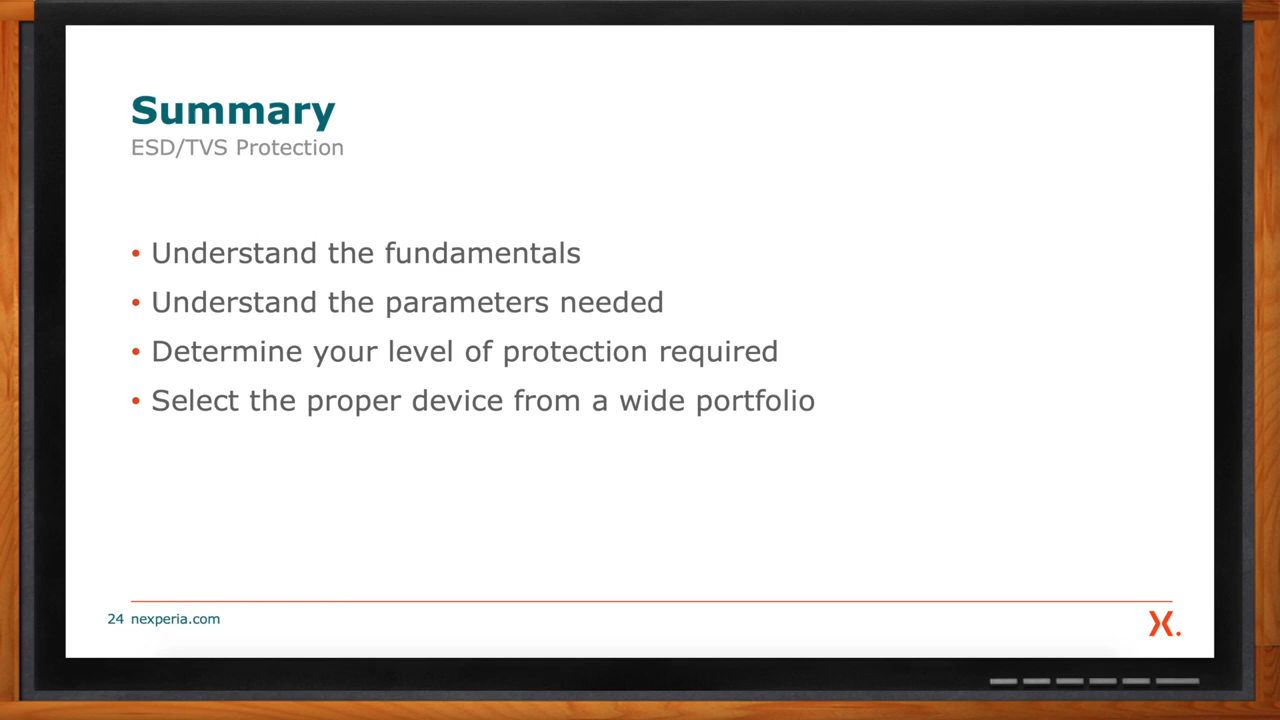 Summary
ESD/TVS Protection
• Understand the fundamentals
• Understand the parameters needed
• Determine your level of protection required
• Select the proper device from a wide portfolio
24 nexperia.com